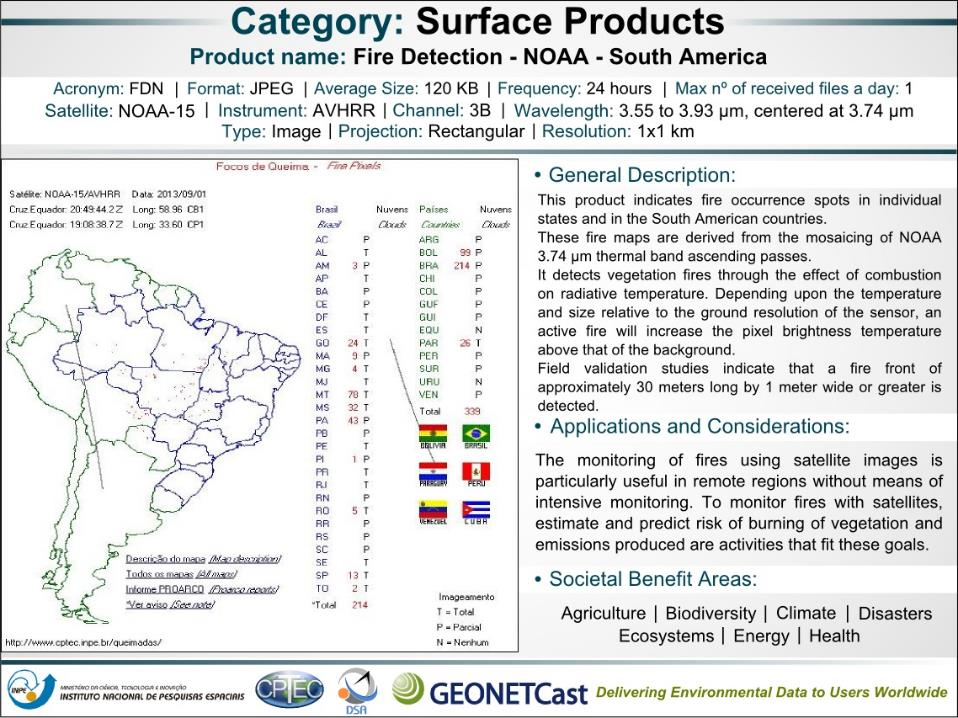 Category: Surface Products
Product name: Fire Detection - NOAA - South America
Acronym: FDN | Format: JPEG | Average Size: 120 KB | Frequency: 24 hours | Max nº of received files a day: 1
Satellite: NOAA-15 | Instrument: AVHRR | Channel: 3B | Wavelength: 3.55 to 3.93 µm, centered at 3.74 µm
Type: Image | Projection: Rectangular | Resolution: 1x1 km
Focos de Queima - Fire Pixels
Satélite: NOAA-15/AVHRR Data: 2013/09/01
Cruz Equador: 20:49:44.2 Z Long: 58.96 CB1
Cruz Equador: 19:08:38.7 Z Long: 33.60 CP1
Brasil Nuvens Países Nuvens
Brazil Clouds Countries Clouds
AC P ARG P
AL T BOL 99 P
AM 3 P BRA 214 P
AP T CHI P
BA P COL P
CE P GUF P
DF T GUI P
ES T EQU N
GO 24 T PAR 26 T
MA 9 P PER P
MG 4 T SUR P
MJ T URU N
MT 78 T VEN P
MS 32 T Total 339
PA 43 P
PB P
PE T
PI 1 P
PR T
RJ T
RN P
RO 5 T
RR P
RS P
SC P
SE T
SP 13 T
TO 2 T
*Total 214
BOLIVIA BRASIL
PARAGUAY PERU
VENEZUEL CUBA
Descrição do mapa (Map description)
Todos os mapas (All maps)
Informe PROARCO (Proarco reports)
*Ver aviso (See note)
Imageamento
T = Total
P = Parcial
N = Nenhum
http://www.cptec.inpe.br/queimadas/
• General Description:
This product indicates fire occurrence spots in individual
states and in the South American countries.
These fire maps are derived from the mosaicing of NOAA
3.74 µm thermal band ascending passes.
It detects vegetation fires through the effect of combustion
on radiative temperature. Depending upon the temperature
and size relative to the ground resolution of the sensor, an
active fire will increase the pixel brightness temperature
above that of the background.
Field validation studies indicate that a fire front of
approximately 30 meters long by 1 meter wide or greater is
detected.
• Applications and Considerations:
The monitoring of fires using satellite images is
particularly useful in remote regions without means of
intensive monitoring. To monitor fires with satellites,
estimate and predict risk of burning of vegetation and
emissions produced are activities that fit these goals.
• Societal Benefit Areas:
Agriculture | Biodiversity | Climate | Disasters
Ecosystems | Energy | Health
INPE
MINISTÉRIO DA CIÊNCIA, TECNOLOGIA E INOVAÇÃO
INSTITUTO NACIONAL DE PESQUISAS ESPACIAIS
CPTEC
DSA
GEONETCast
Delivering Environmental Data to Users Worldwide